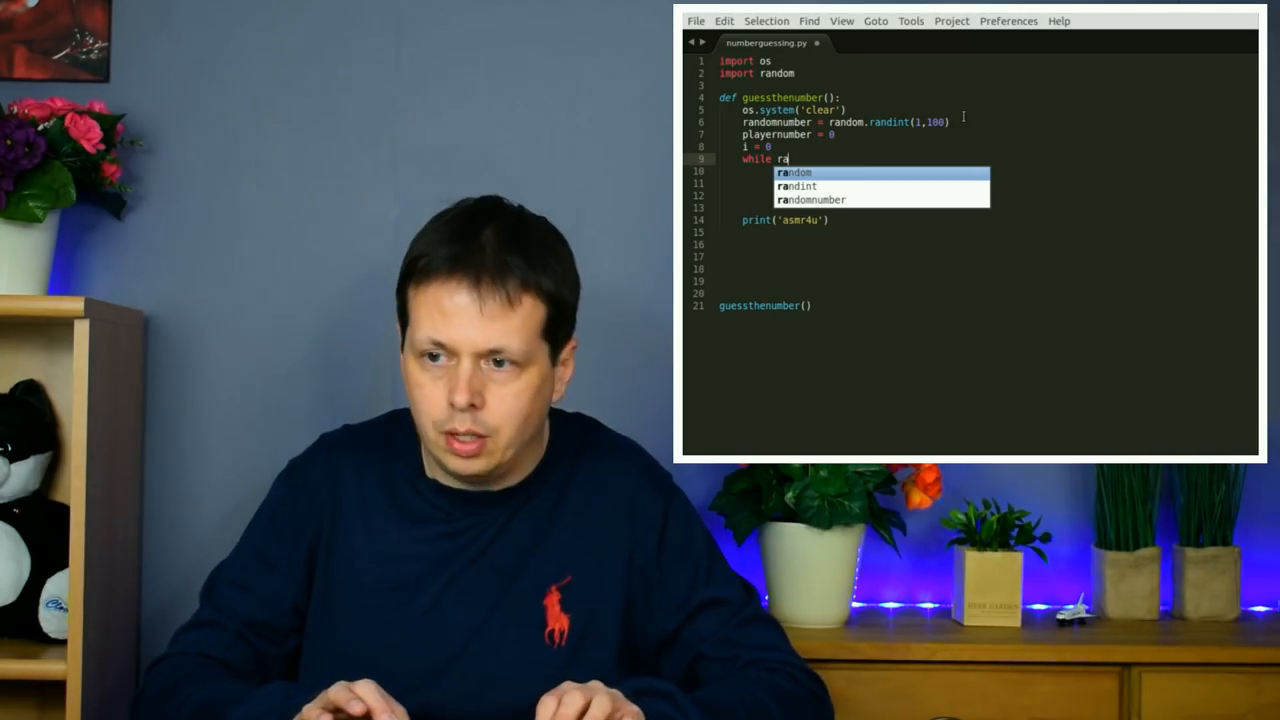 File Edit Selection Find View Goto Tools Project Preferences Help
numberguessing.py
1 import os
2 import random
3
4 def guessthenumber():
5 os.system('clear')
6 randomnumber = random.randint(1,100)
7 playernumber = 0
8 i = 0
9 while ra
10 random
11 randint
12 randomnumber
13
14 print('asmr4u')
15
16
17
18
19
20
21 guessthenumber()
HERB GARDEN